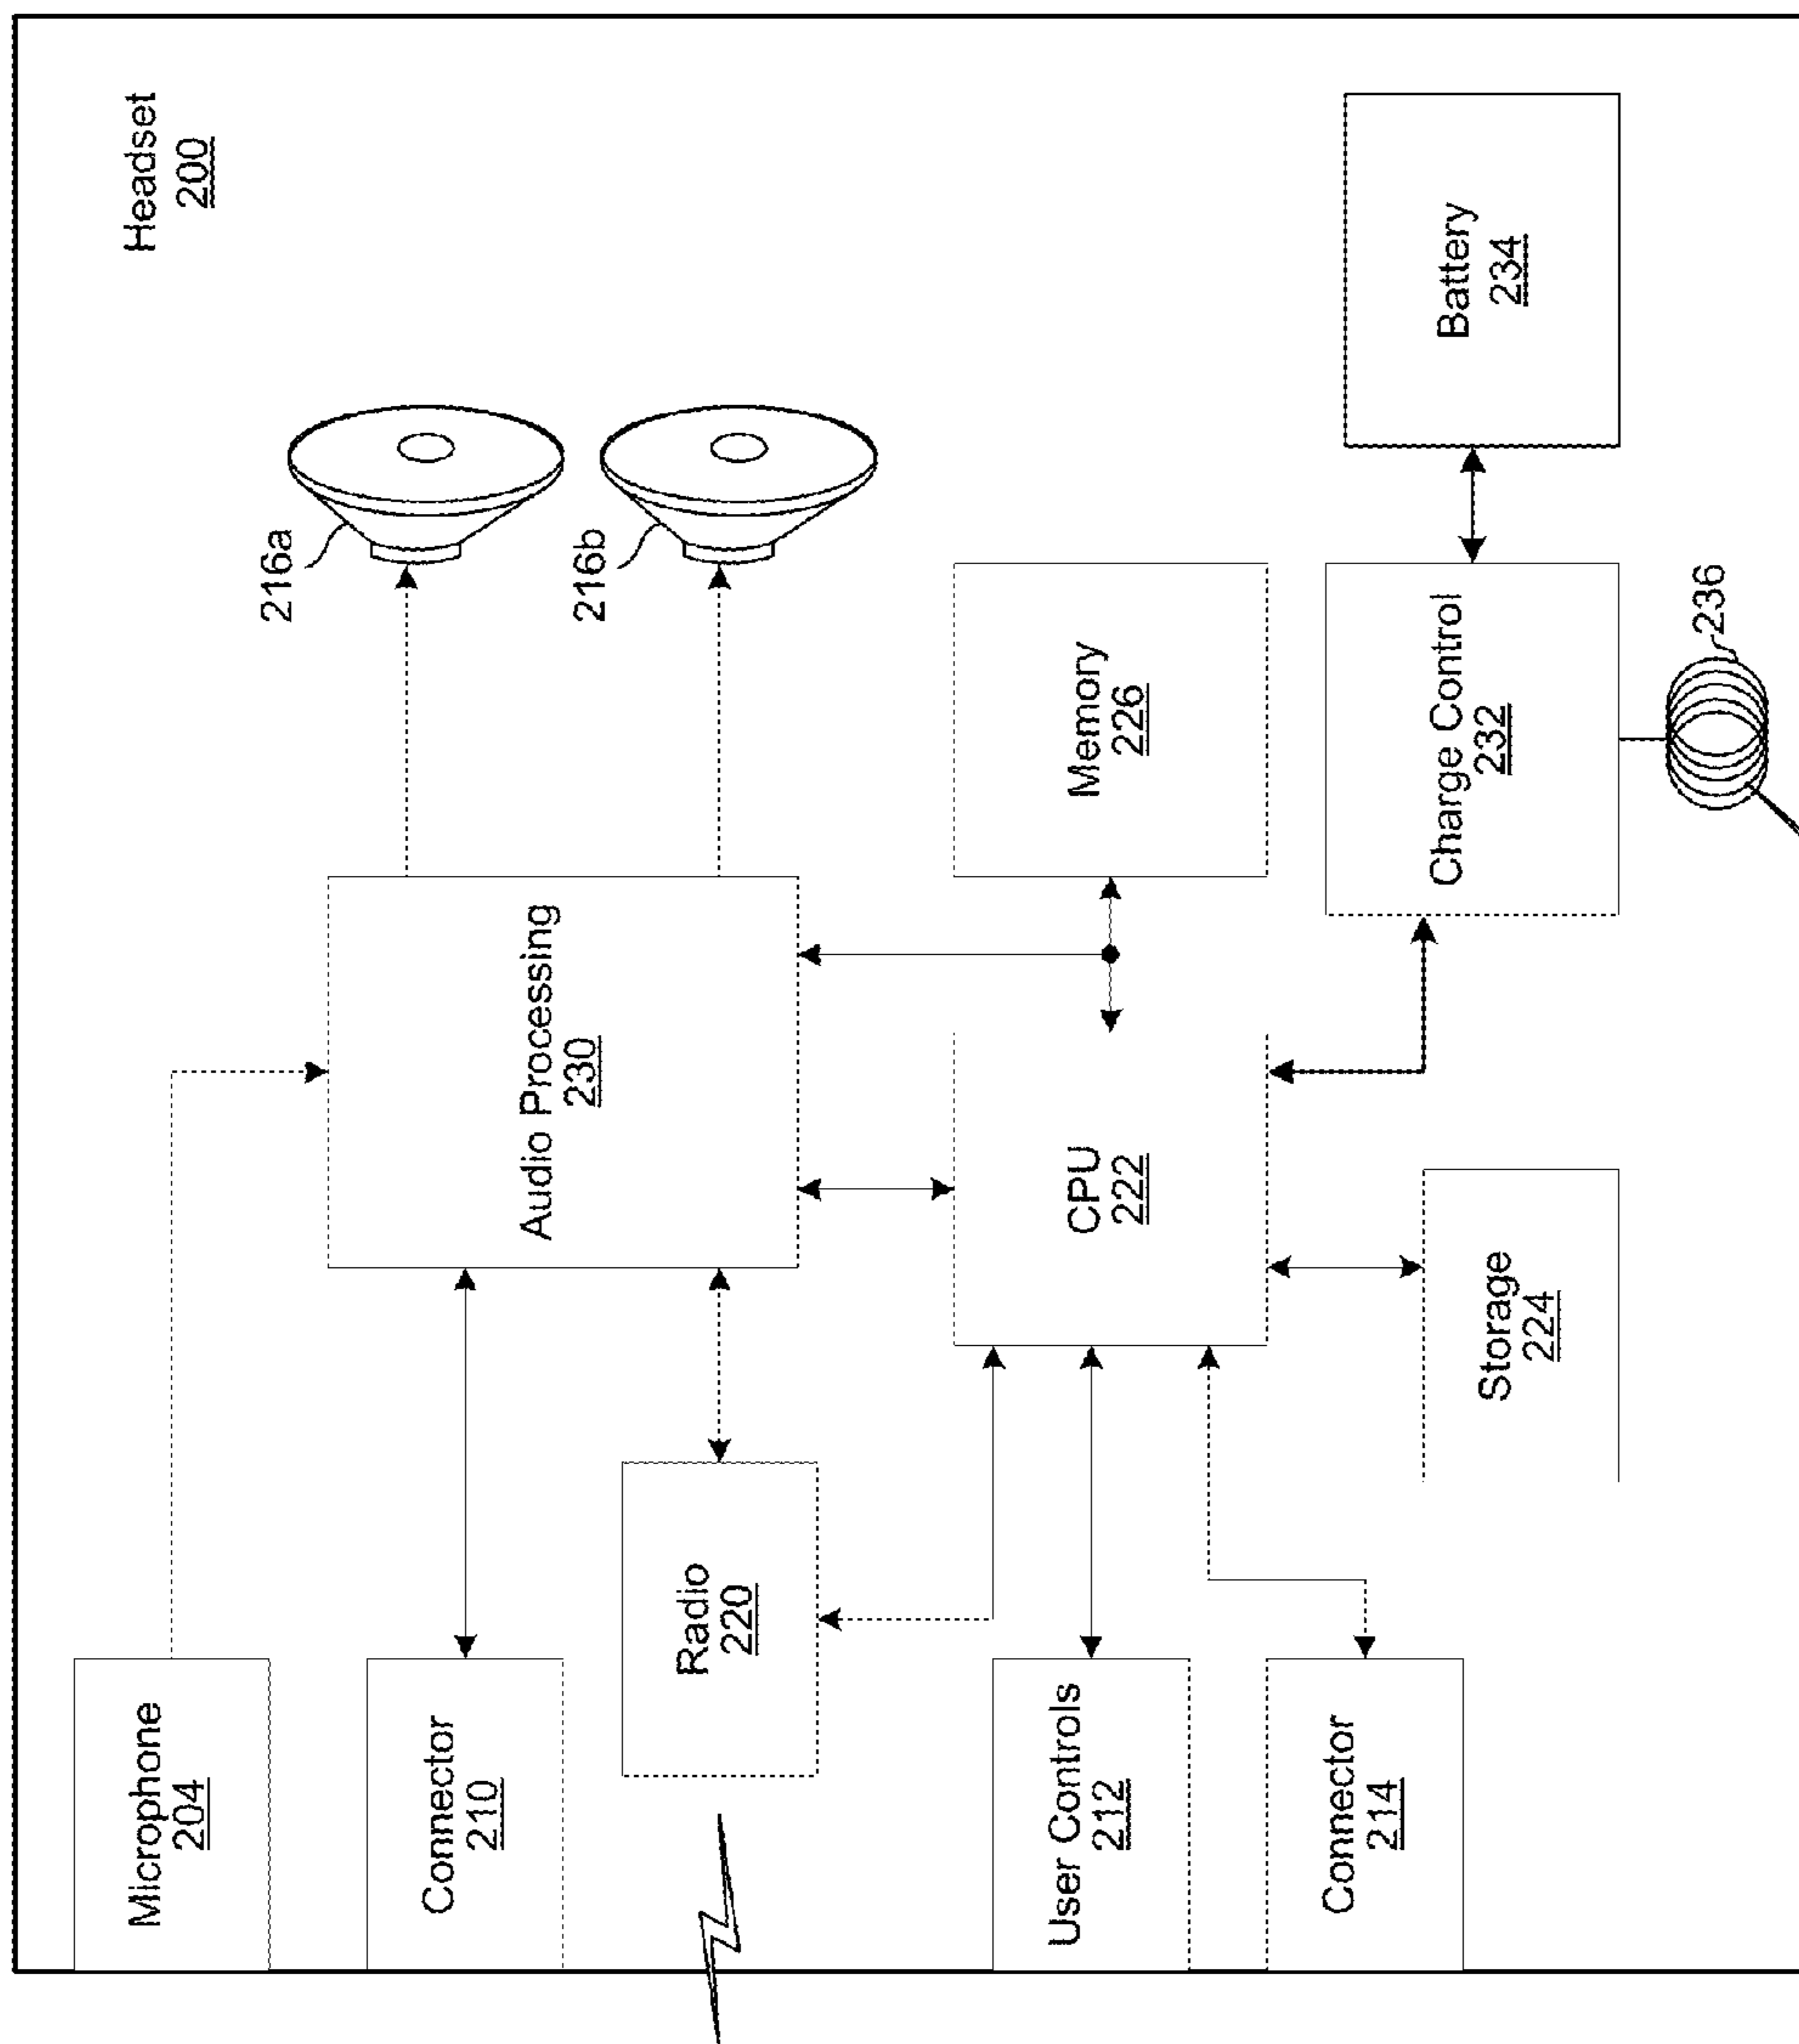 Headset
200
Microphone
204
Connector
210
Radio
220
User Controls
212
Connector
214
Audio Processing
230
CPU
222
Storage
224
216a
216b
Memory
226
Charge Control
232
236
Battery
234